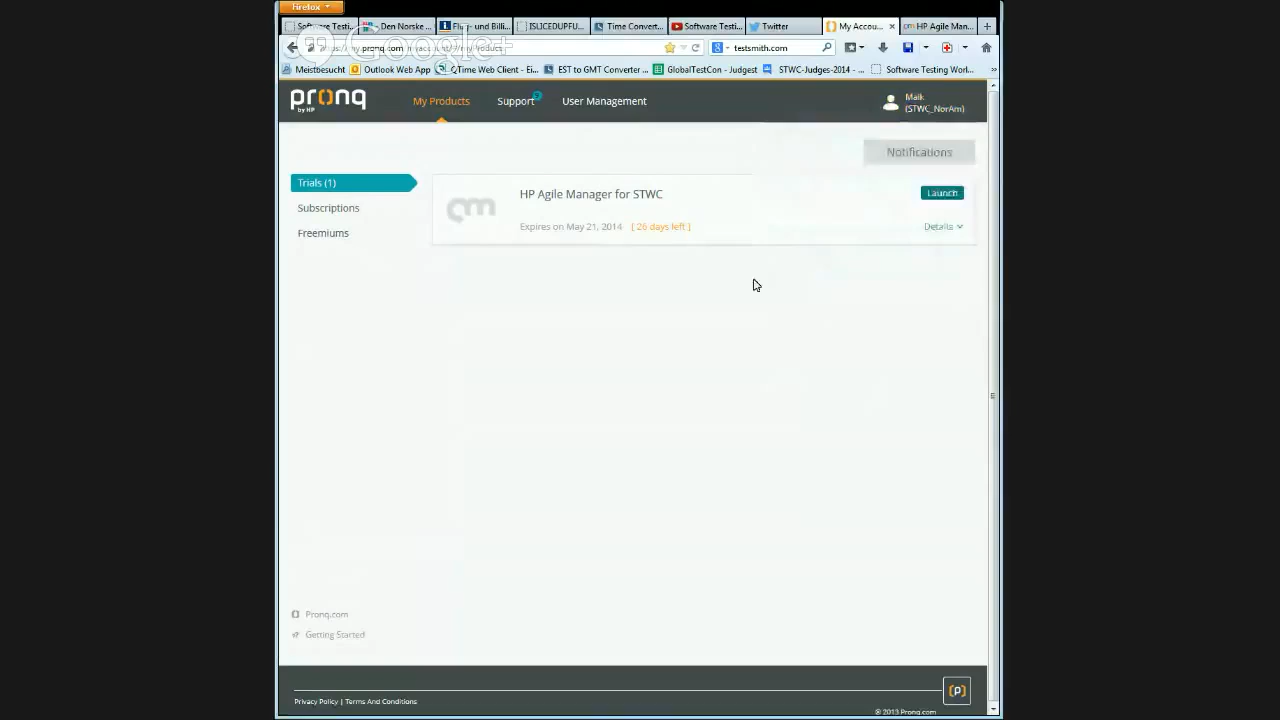 Firefox
Software Testi... Den Norske ... Flug- und Billi... ISLICEDUPFU... Time Convert... Software Testi... Twitter My Accou... HP Agile Man...
Google+
testsmith.com
Meistbesucht Outlook Web App QTime Web Client - Ei... EST to GMT Converter ... GlobalTestCon - Judgest STWC-Judges-2014 - ... Software Testing Worl... »
pronq
by HP
My Products Support User Management
Maik
(STWC_NorAm)
Notifications
Trials (1)
Subscriptions
Freemiums
am
HP Agile Manager for STWC
Launch
Expires on May 21, 2014 [ 26 days left ]
Details
Pronq.com
Getting Started
(p)
Privacy Policy | Terms And Conditions
© 2013 Pronq.com